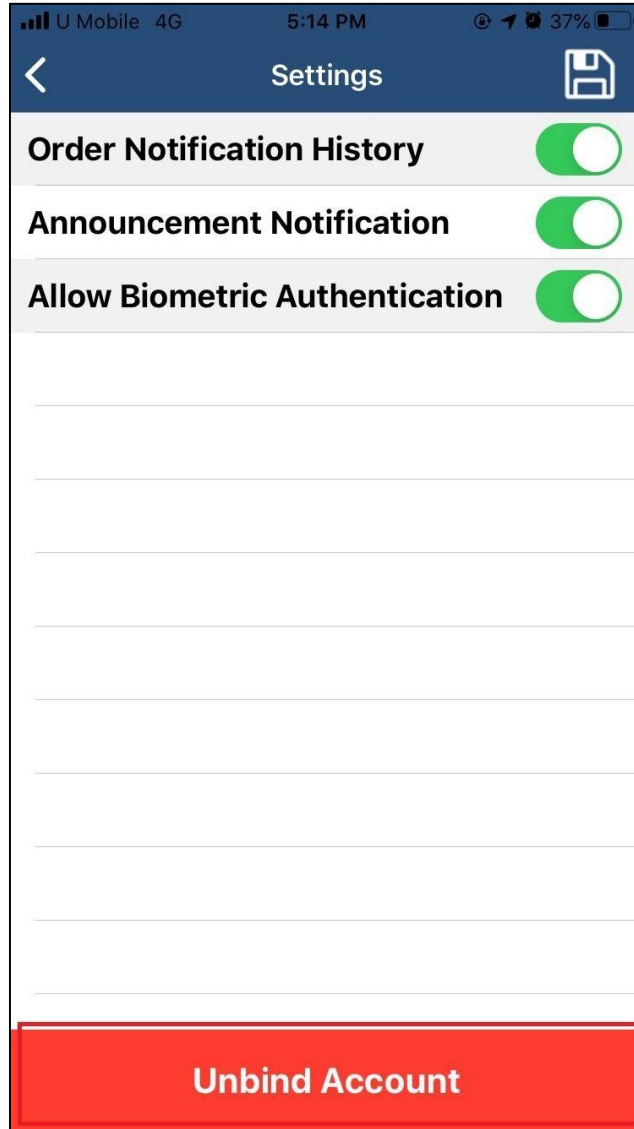 U Mobile 4G 5:14 PM 37%
Settings
Order Notification History
Announcement Notification
Allow Biometric Authentication
Unbind Account